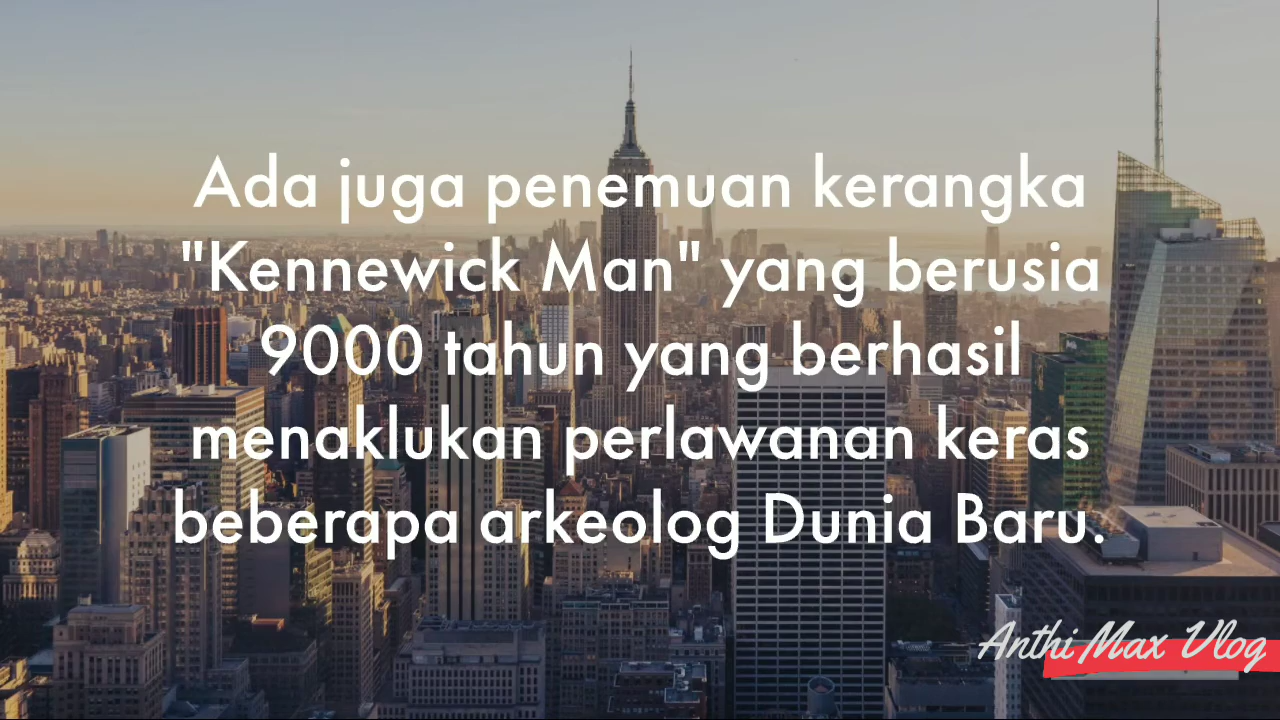 Ada juga penemuan kerangka
"Kennewick Man" yang berusia
9000 tahun yang berhasil
menaklukan perlawanan keras
beberapa arkeolog Dunia Baru.
Anthi Max Vlog